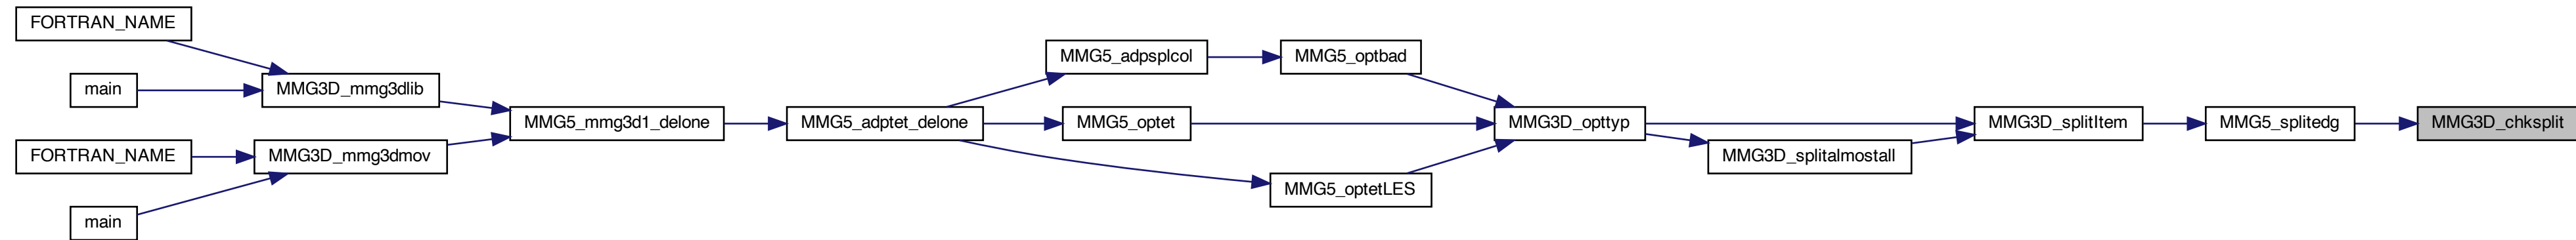 FORTRAN_NAME
main
MMG3D_mmg3dlib
FORTRAN_NAME
MMG3D_mmg3dmov
main
MMG5_mmg3d1_delone
MMG5_adptet_delone
MMG5_adpsplcol
MMG5_optbad
MMG5_optet
MMG5_optetLES
MMG3D_opttyp
MMG3D_splitalmostall
MMG3D_splitItem
MMG5_splitedg
MMG3D_chksplit